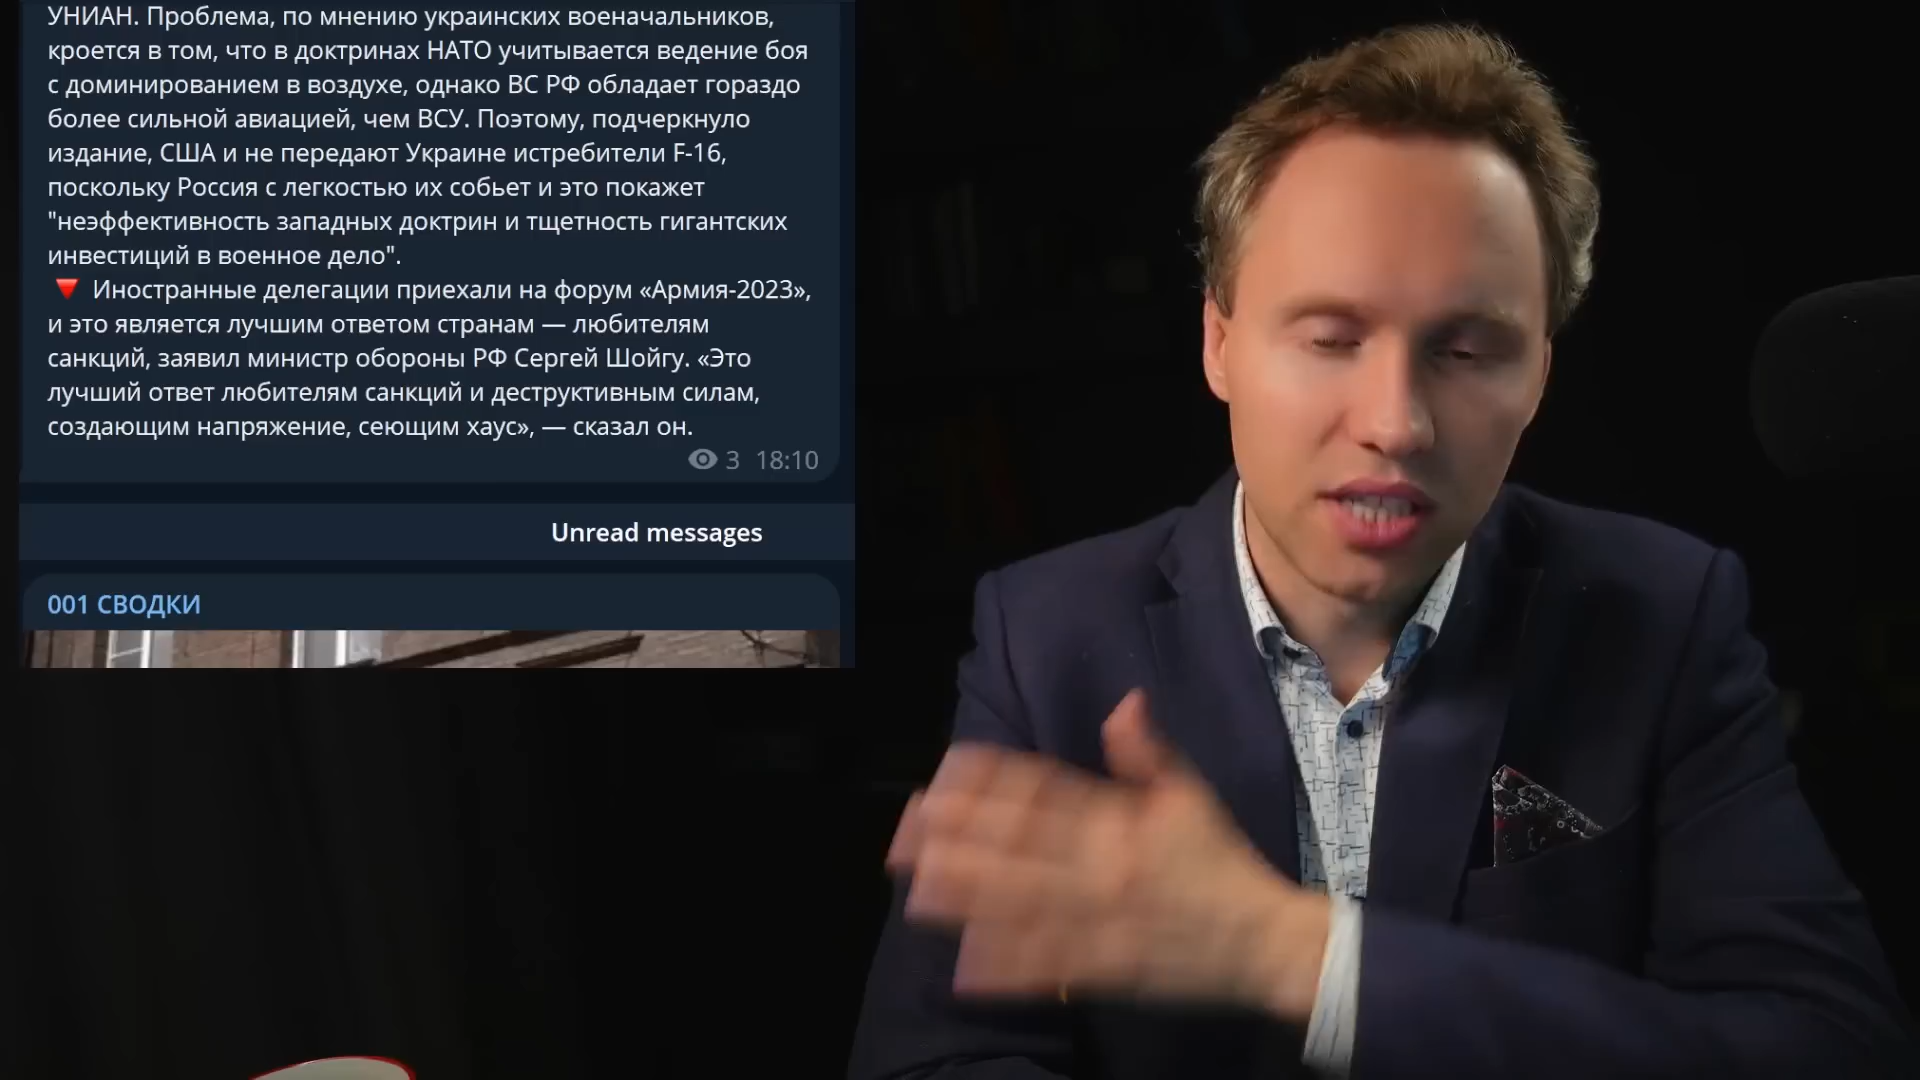 УНИАН. Проблема, по мнению украинских военачальников,
кроется в том, что в доктринах НАТО учитывается ведение боя
с доминированием в воздухе, однако ВС РФ обладает гораздо
более сильной авиацией, чем ВСУ. Поэтому, подчеркнуло
издание, США и не передают Украине истребители F-16,
поскольку Россия с легкостью их собьет и это покажет
"неэффективность западных доктрин и тщетность гигантских
инвестиций в военное дело".
🔻 Иностранные делегации приехали на форум «Армия-2023»,
и это является лучшим ответом странам — любителям
санкций, заявил министр обороны РФ Сергей Шойгу. «Это
лучший ответ любителям санкций и деструктивным силам,
создающим напряжение, сеющим хаус», — сказал он.
3 18:10
Unread messages
001 СВОДКИ